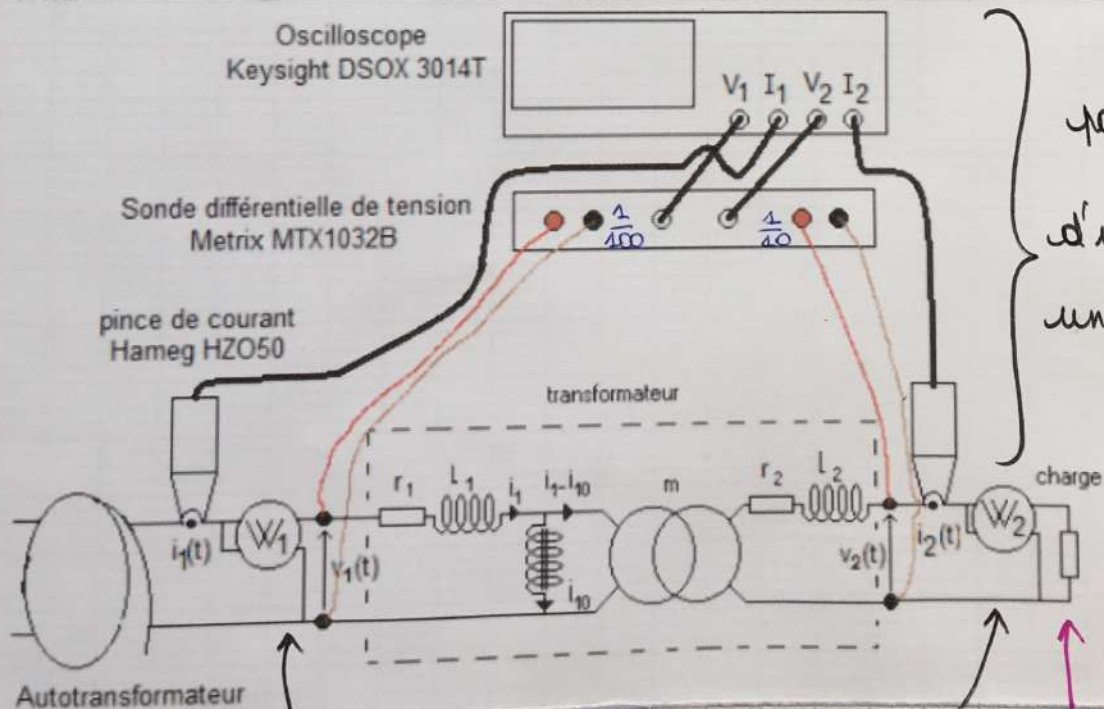 Oscilloscope
Keysight DSOX 3014T
V1 I1 V2 I2
Sonde différentielle de tension
Metrix MTX1032B
1/100
1/10
d'
un
pince de courant
Hameg HZO50
transformateur
r1 L1 i1 i1-i10 m r2 L2
charge
W1
W2
i1(t)
v1(t)
i10
v2(t)
i2(t)
Autotransformateur